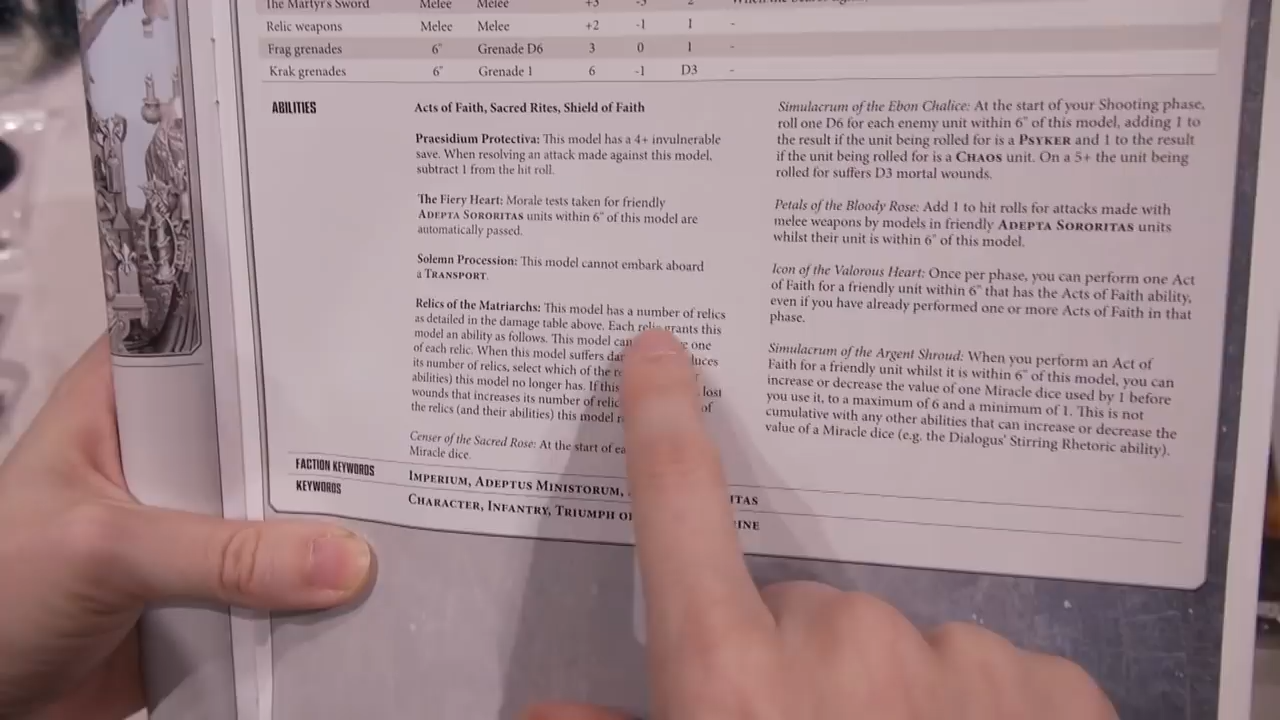 The Martyr's Sword Melee Melee +3 -3 2
Relic weapons Melee Melee +2 -1 1 -
Frag grenades 6" Grenade D6 3 0 1 -
Krak grenades 6" Grenade 1 6 -1 D3 -
ABILITIES
Acts of Faith, Sacred Rites, Shield of Faith
Praesidium Protectiva: This model has a 4+ invulnerable
save. When resolving an attack made against this model,
subtract 1 from the hit roll.
The Fiery Heart: Morale tests taken for friendly
ADEPTA SORORITAS units within 6" of this model are
automatically passed.
Solemn Procession: This model cannot embark aboard
a TRANSPORT.
Relics of the Matriarchs: This model has a number of relics
as detailed in the damage table above. Each relic grants this
model an ability as follows. This model can one
of each relic. When this model suffers
its number of relics, select which of the
abilities) this model no longer has. If this lost
wounds that increases its number of of
the relics (and their abilities) this model
Censer of the Sacred Rose: At the start of
Miracle dice.
Simulacrum of the Ebon Chalice: At the start of your Shooting phase,
roll one D6 for each enemy unit within 6" of this model, adding 1 to
the result if the unit being rolled for is a PSYKER and 1 to the result
if the unit being rolled for is a CHAOS unit. On a 5+ the unit being
rolled for suffers D3 mortal wounds.
Petals of the Bloody Rose: Add 1 to hit rolls for attacks made with
melee weapons by models in friendly ADEPTA SORORITAS units
whilst their unit is within 6" of this model.
Icon of the Valorous Heart: Once per phase, you can perform one Act
of Faith for a friendly unit within 6" that has the Acts of Faith ability,
even if you have already performed one or more Acts of Faith in that
phase.
Simulacrum of the Argent Shroud: When you perform an Act of
Faith for a friendly unit whilst it is within 6" of this model, you can
increase or decrease the value of one Miracle dice used by 1 before
you use it, to a maximum of 6 and a minimum of 1. This is not
cumulative with any other abilities that can increase or decrease the
value of a Miracle dice (e.g. the Dialogus' Stirring Rhetoric ability).
FACTION KEYWORDS IMPERIUM, ADEPTUS MINISTORUM,
KEYWORDS CHARACTER, INFANTRY, TRIUMPH